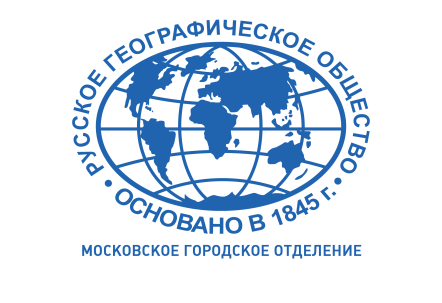 РУССКОЕ ГЕОГРАФИЧЕСКОЕ ОБЩЕСТВО
• ОСНОВАНО В 1845 г. •
МОСКОВСКОЕ ГОРОДСКОЕ ОТДЕЛЕНИЕ